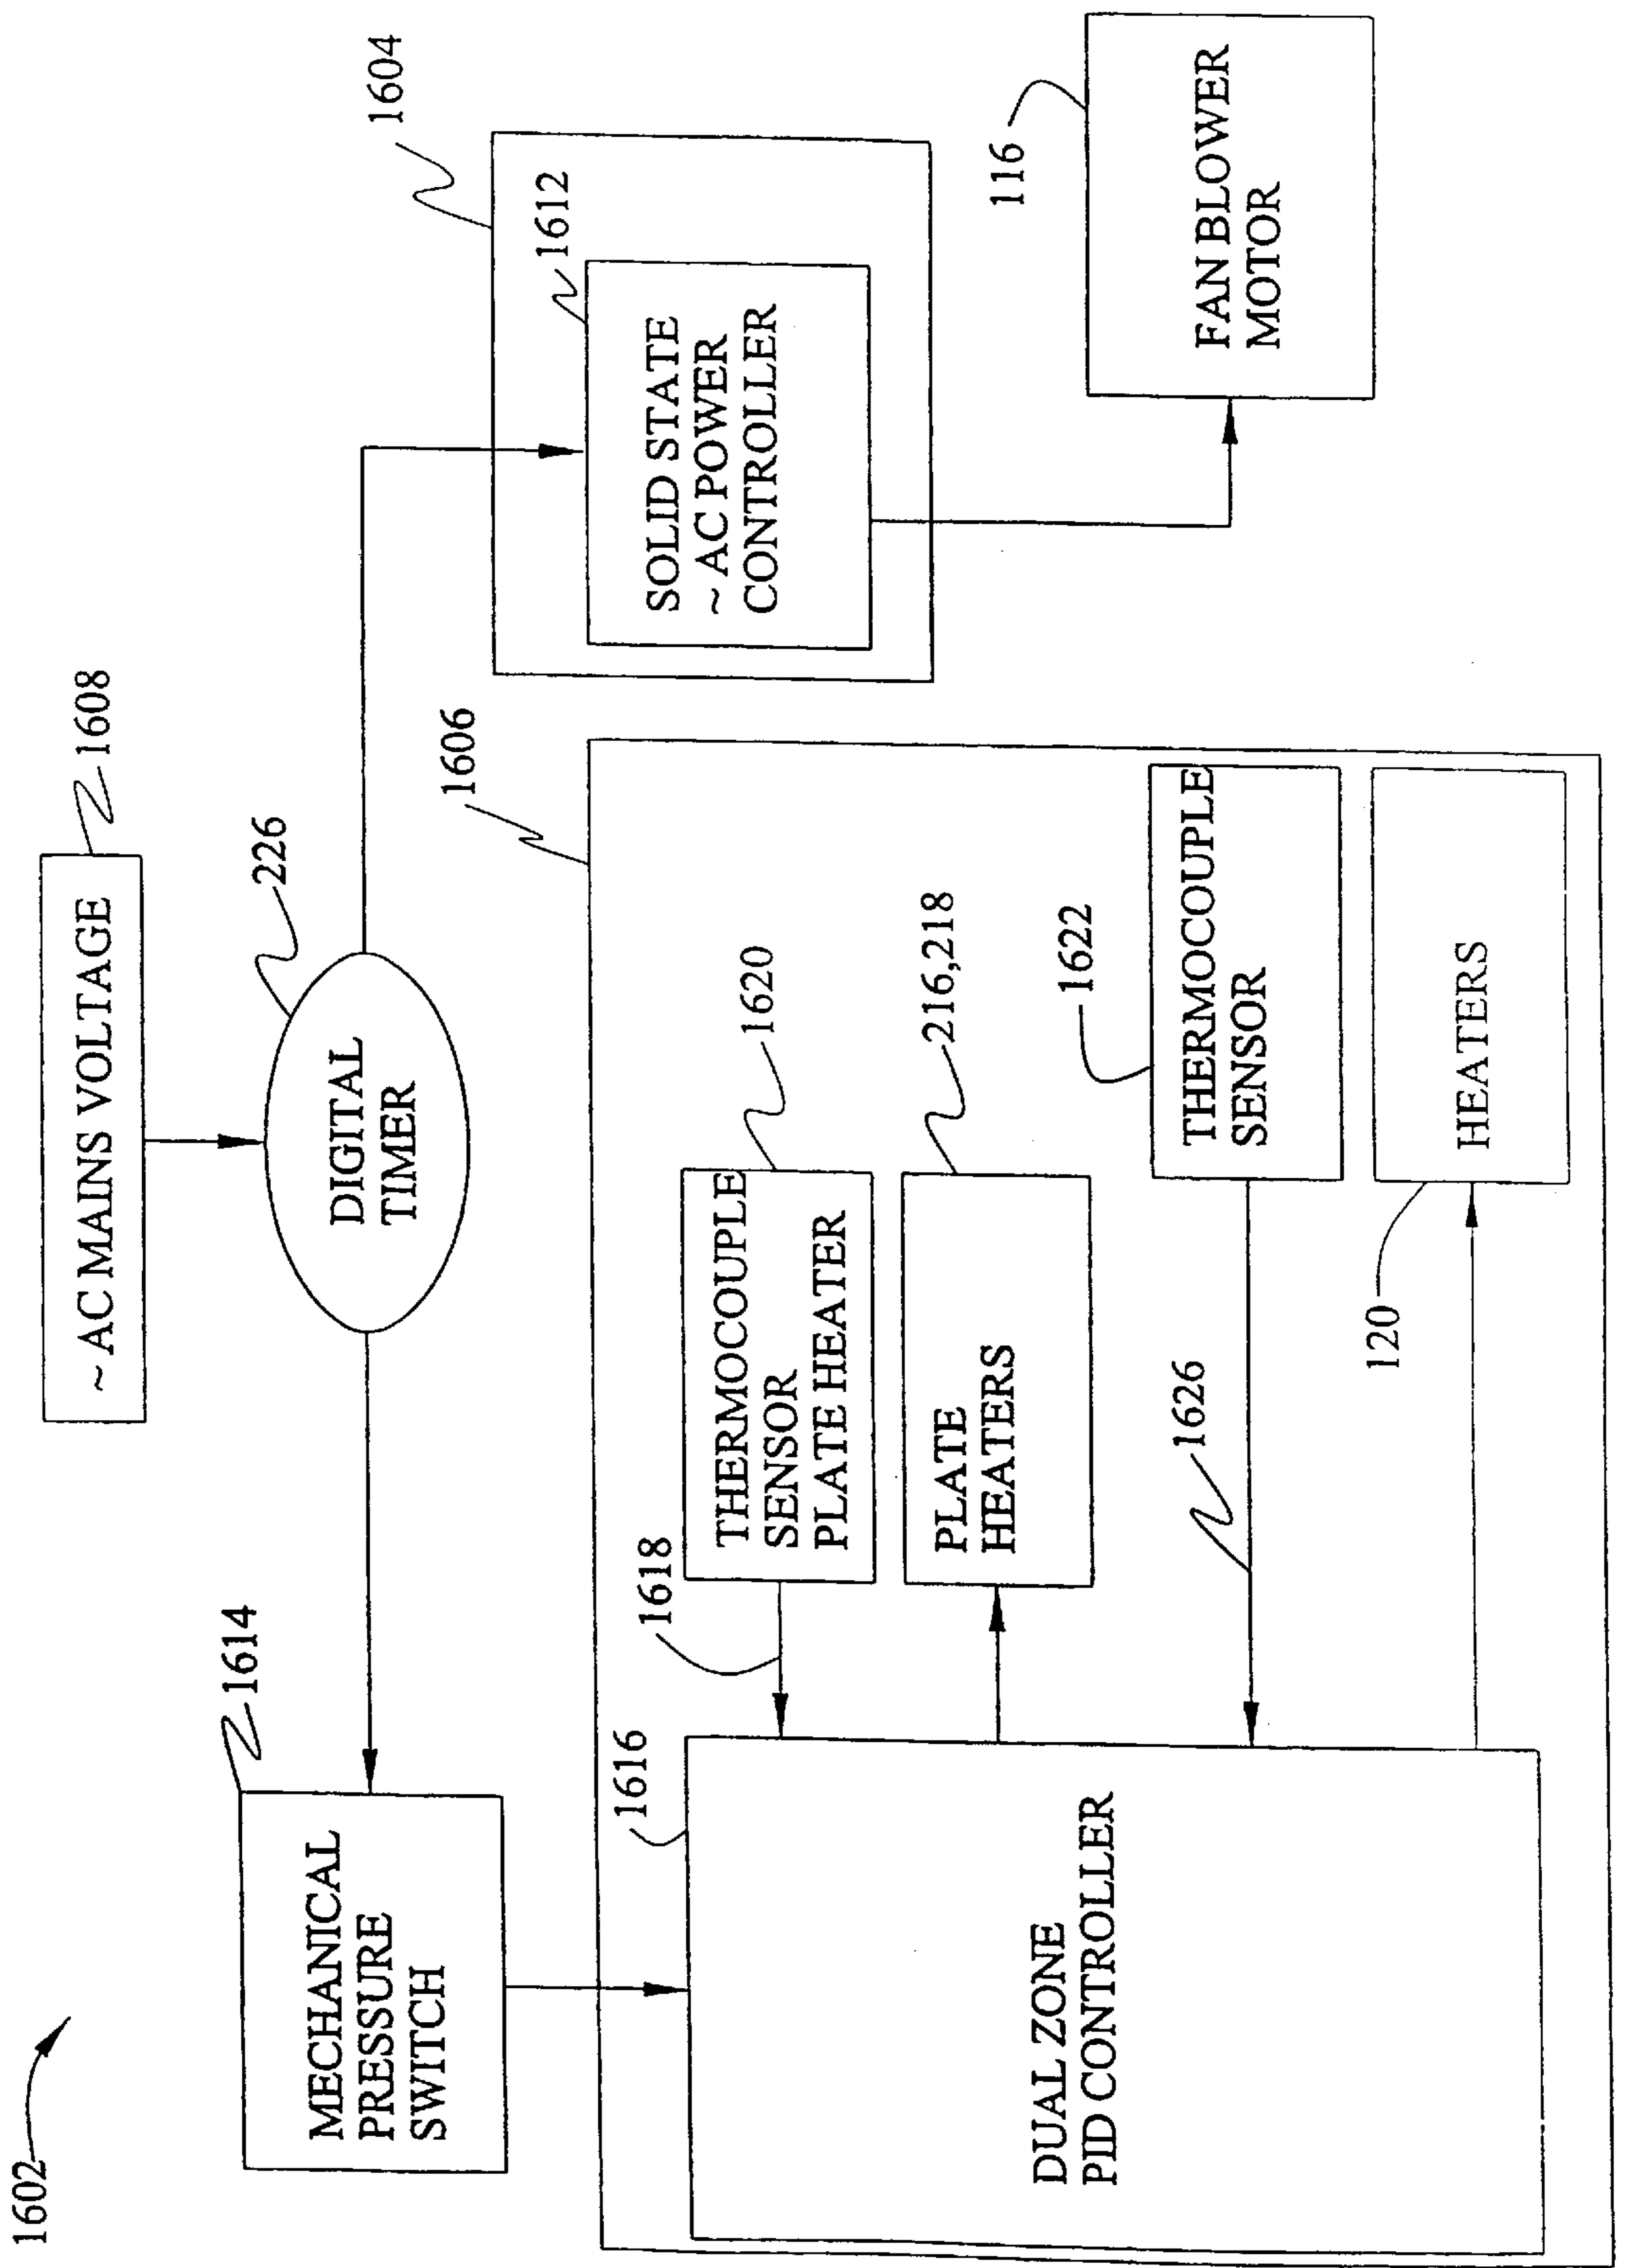 1602
~ AC MAINS VOLTAGE
1608
DIGITAL
TIMER
226
1614
MECHANICAL
PRESSURE
SWITCH
1604
1612
SOLID STATE
~ AC POWER
CONTROLLER
116
FAN BLOWER
MOTOR
1606
1616
DUAL ZONE
PID CONTROLLER
1618
THERMOCOUPLE
SENSOR
PLATE HEATER
1620
PLATE
HEATERS
216,218
1626
THERMOCOUPLE
SENSOR
1622
120
HEATERS